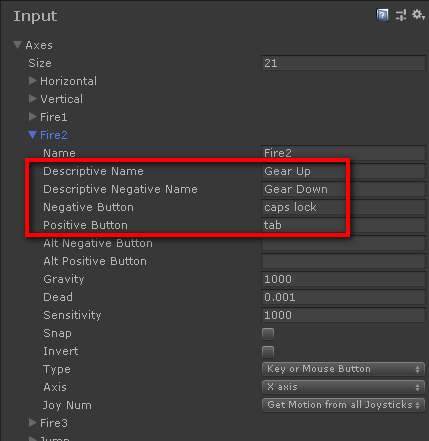 Input
Axes
Size 21
Horizontal
Vertical
Fire1
Fire2
Name Fire2
Descriptive Name Gear Up
Descriptive Negative Name Gear Down
Negative Button caps lock
Positive Button tab
Alt Negative Button
Alt Positive Button
Gravity 1000
Dead 0.001
Sensitivity 1000
Snap
Invert
Type Key or Mouse Button
Axis X axis
Joy Num Get Motion from all Joysticks
Fire3
Jump